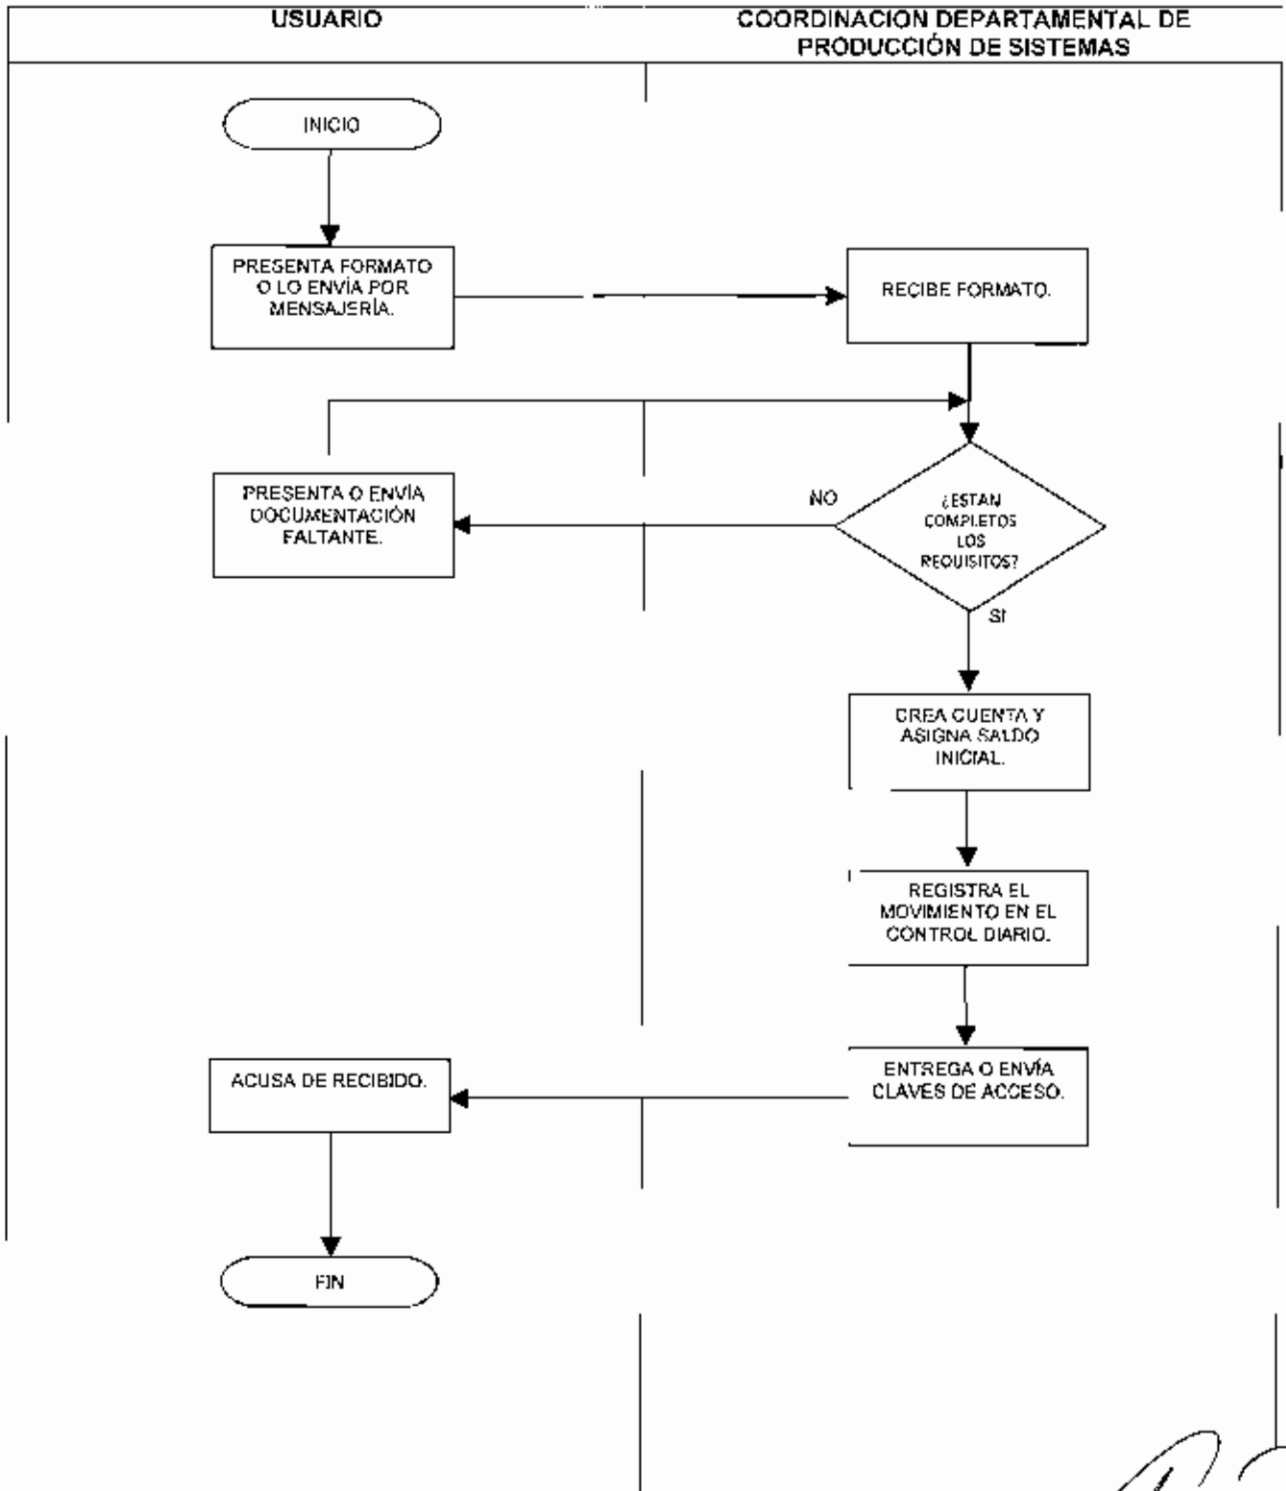 USUARIO
COORDINACION DEPARTAMENTAL DE
PRODUCCIÓN DE SISTEMAS
INICIO
PRESENTA FORMATO
O LO ENVÍA POR
MENSAJERÍA.
RECIBE FORMATO.
PRESENTA O ENVÍA
DOCUMENTACIÓN
FALTANTE.
NO
¿ESTAN
COMPLETOS
LOS
REQUISITOS?
SI
CREA CUENTA Y
ASIGNA SALDO
INICIAL.
REGISTRA EL
MOVIMIENTO EN EL
CONTROL DIARIO.
ENTREGA O ENVÍA
CLAVES DE ACCESO.
ACUSA DE RECIBIDO.
FIN